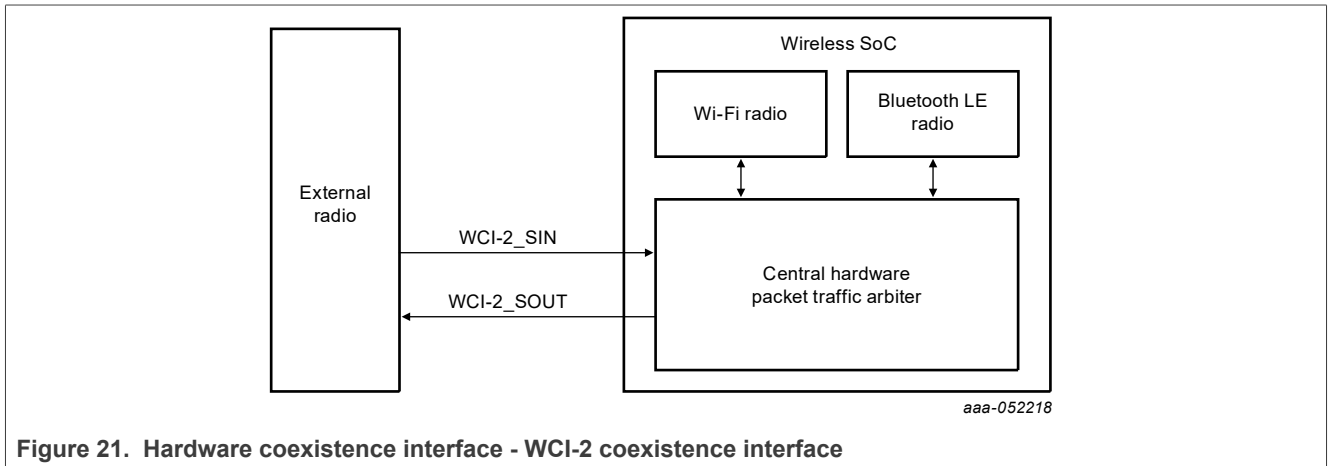 Wireless SoC
Wi-Fi radio
Bluetooth LE
radio
External
radio
WCI-2_SIN
WCI-2_SOUT
Central hardware
packet traffic arbiter
aaa-052218
Figure 21. Hardware coexistence interface - WCI-2 coexistence interface